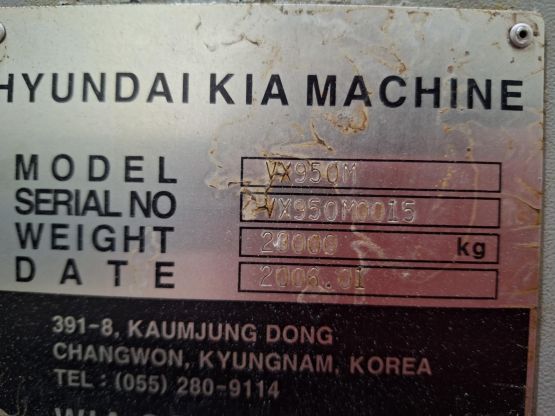 HYUNDAI KIA MACHINE
MODEL VX950M
SERIAL NO VX950M0015
WEIGHT 20000 kg
DATE 2006.01
391-8, KAUMJUNG DONG
CHANGWON, KYUNGNAM, KOREA
TEL : (055) 280-9114